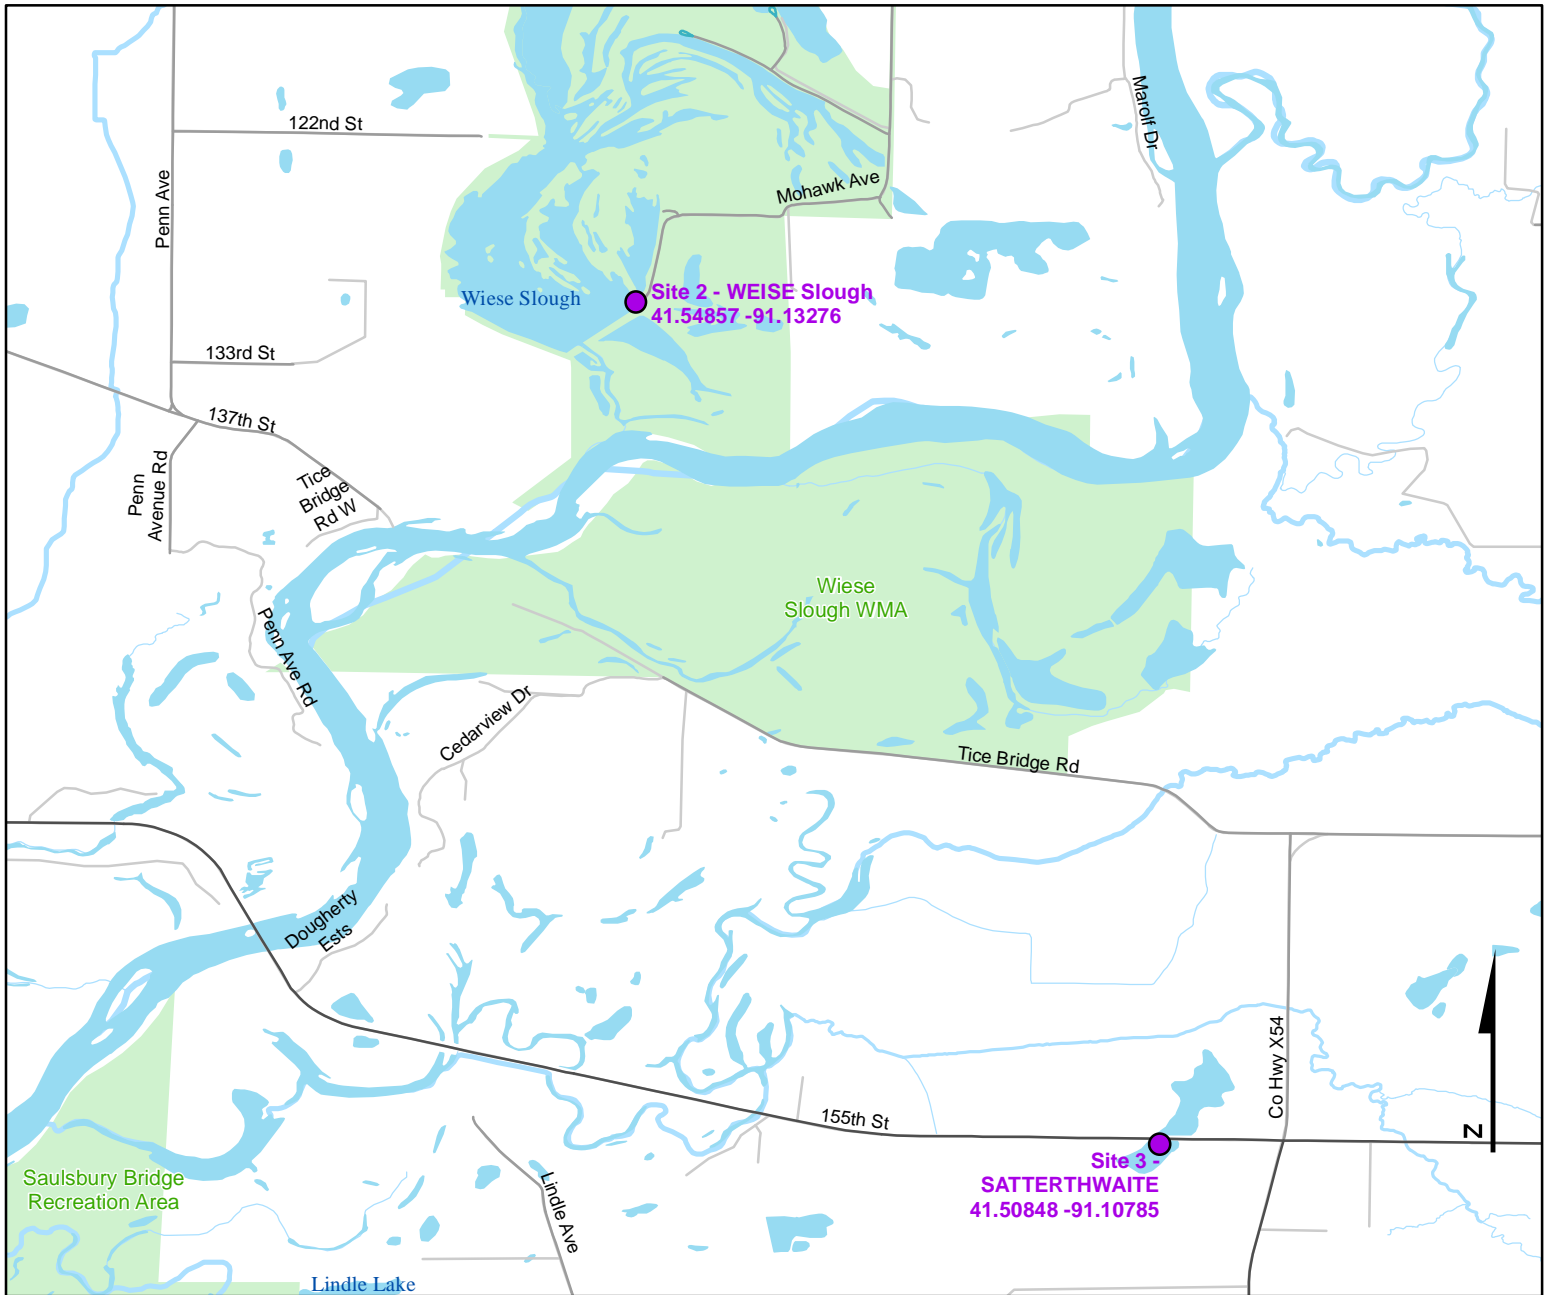 Marolf Dr
122nd St
Penn Ave
Mohawk Ave
Wiese Slough
Site 2 - WEISE Slough
41.54857 -91.13276
133rd St
137th St
Penn
Avenue Rd
Tice
Bridge
Rd W
Wiese
Slough WMA
Penn Ave Rd
Cedarview Dr
Tice Bridge Rd
Dougherty
Ests
Co Hwy X54
155th St
N
Site 3 -
SATTERTHWAITE
41.50848 -91.10785
Saulsbury Bridge
Recreation Area
Lindle Ave
Lindle Lake